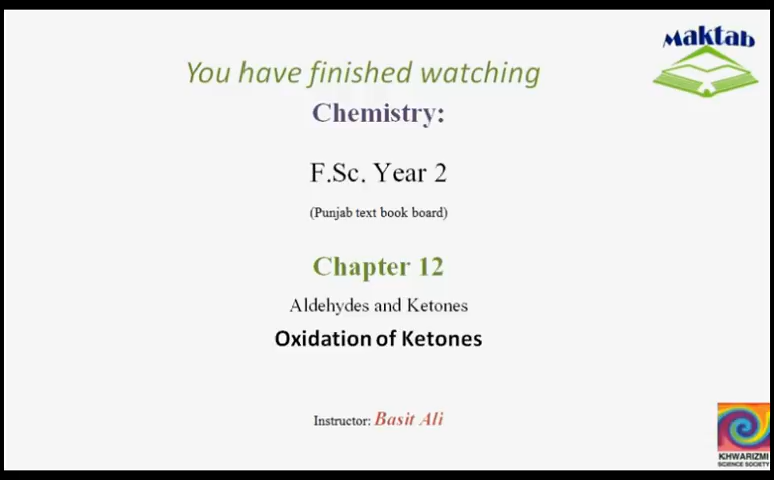 Maktab
You have finished watching
Chemistry:
F.Sc. Year 2
(Punjab text book board)
Chapter 12
Aldehydes and Ketones
Oxidation of Ketones
Instructor: Basit Ali
KHWARIZMI
SCIENCE SOCIETY